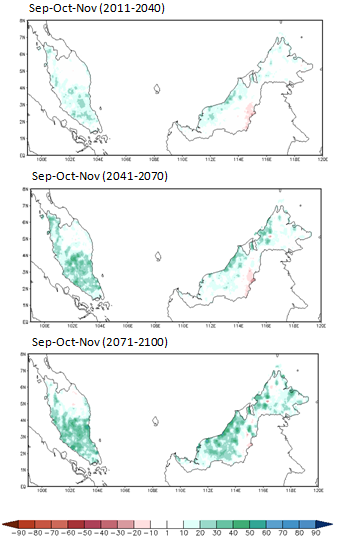 Sep-Oct-Nov (2011-2040)
8N
7N
6N
5N
4N
3N
2N
1N
EQ
100E 102E 104E 106E 108E 110E 112E 114E 116E 118E 120E
Sep-Oct-Nov (2041-2070)
8N
7N
6N
5N
4N
3N
2N
1N
EQ
100E 102E 104E 106E 108E 110E 112E 114E 116E 118E 120E
Sep-Oct-Nov (2071-2100)
8N
7N
6N
5N
4N
3N
2N
1N
EQ
100E 102E 104E 106E 108E 110E 112E 114E 116E 118E 120E
−90 −80 −70 −60 −50 −40 −30 −20 −10 1 10 20 30 40 50 60 70 80 90